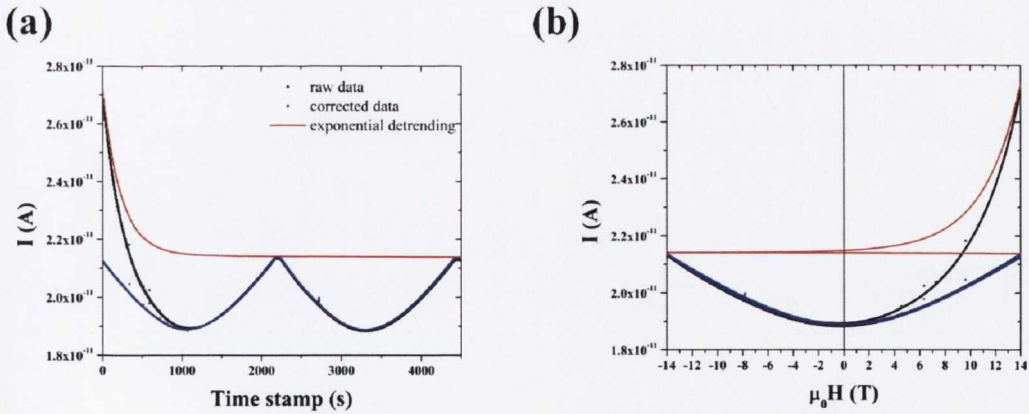 (a)
2.8x10⁻¹¹
2.6x10⁻¹¹
2.4x10⁻¹¹
2.2x10⁻¹¹
2.0x10⁻¹¹
1.8x10⁻¹¹
I (A)
0 1000 2000 3000 4000
Time stamp (s)
raw data
corrected data
exponential detrending
(b)
2.8x10⁻¹¹
2.6x10⁻¹¹
2.4x10⁻¹¹
2.2x10⁻¹¹
2.0x10⁻¹¹
1.8x10⁻¹¹
I (A)
-14 -12 -10 -8 -6 -4 -2 0 2 4 6 8 10 12 14
μ₀H (T)